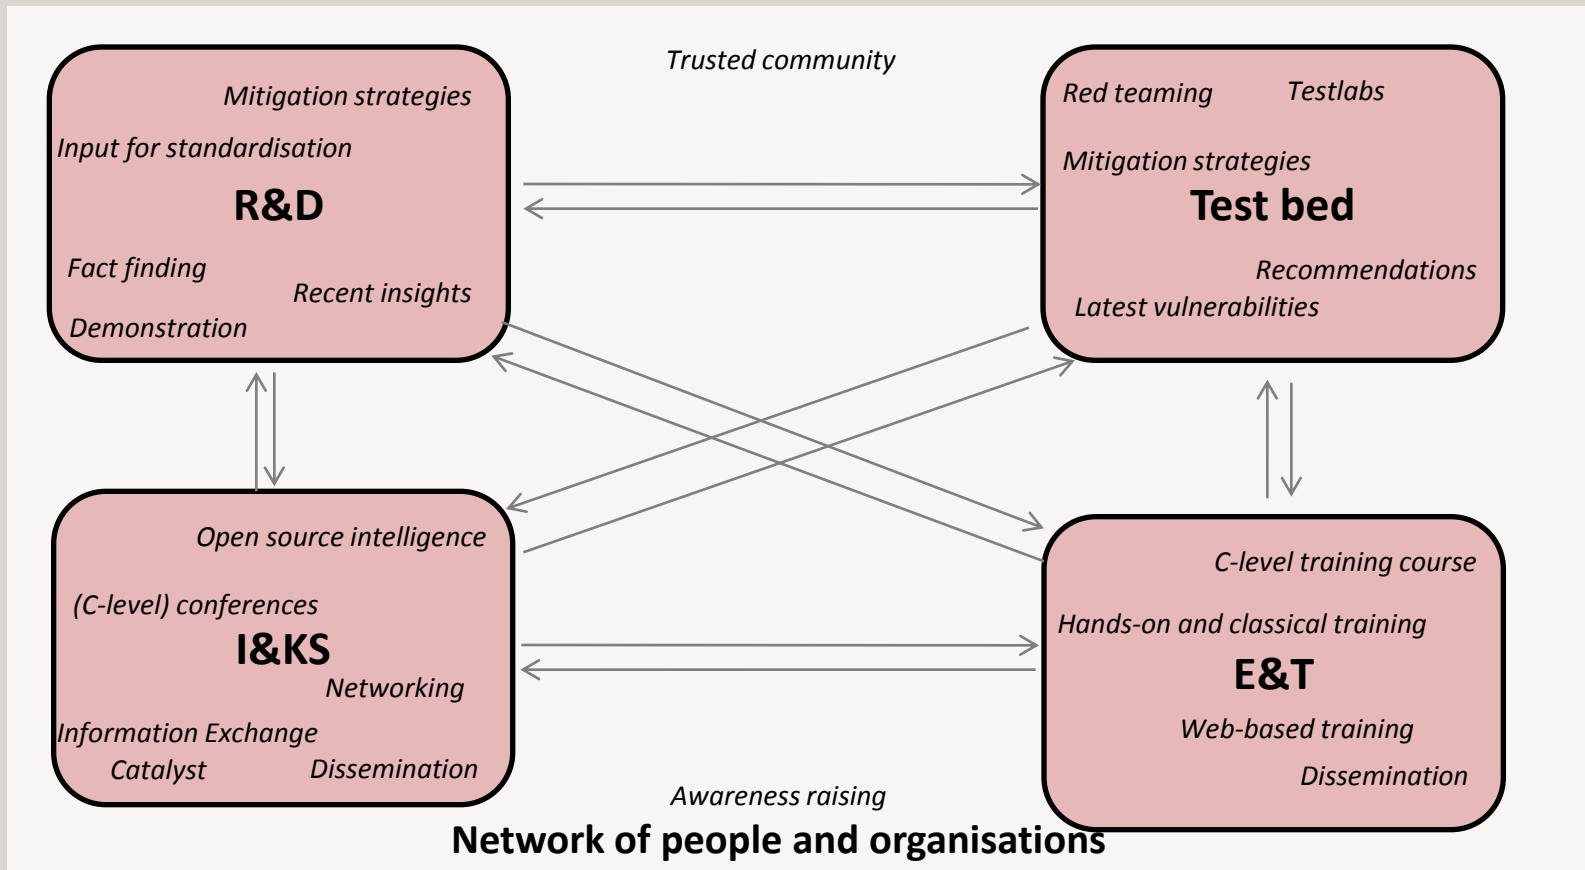 Trusted community
Mitigation strategies
Input for standardisation
R&D
Fact finding
Recent insights
Demonstration
Red teaming
Testlabs
Mitigation strategies
Test bed
Recommendations
Latest vulnerabilities
Open source intelligence
(C-level) conferences
I&KS
Networking
Information Exchange
Catalyst
Dissemination
C-level training course
Hands-on and classical training
E&T
Web-based training
Dissemination
Awareness raising
Network of people and organisations